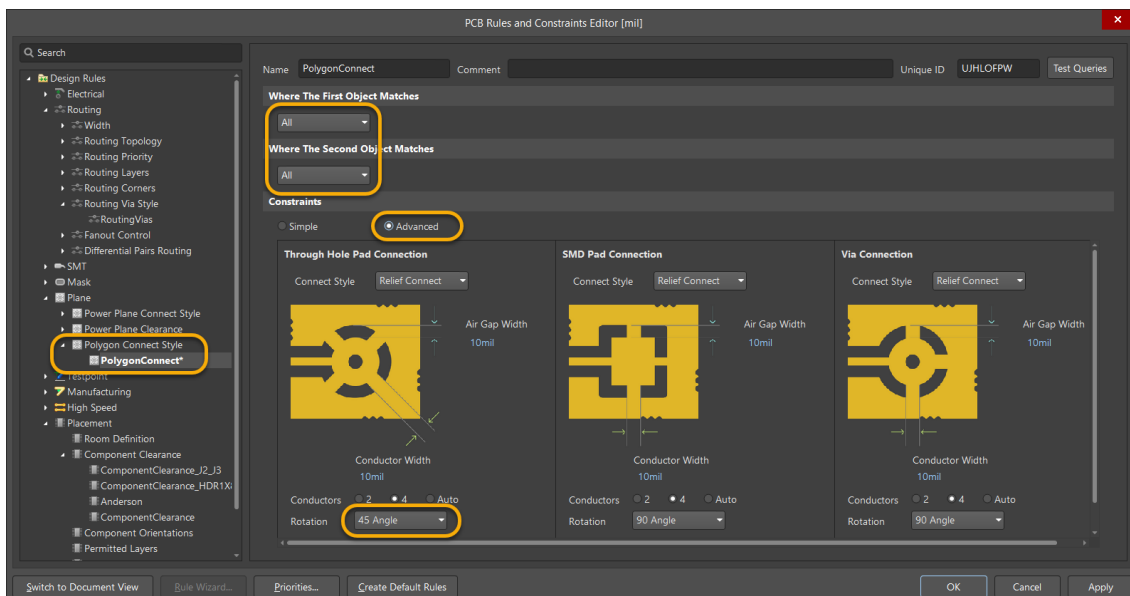 PCB Rules and Constraints Editor [mil]
Search
Design Rules
Electrical
Routing
Width
Routing Topology
Routing Priority
Routing Layers
Routing Corners
Routing Via Style
RoutingVias
Fanout Control
Differential Pairs Routing
SMT
Mask
Plane
Power Plane Connect Style
Power Plane Clearance
Polygon Connect Style
PolygonConnect*
Testpoint
Manufacturing
High Speed
Placement
Room Definition
Component Clearance
ComponentClearance_J2_J3
ComponentClearance_HDR1X
Anderson
ComponentClearance
Component Orientations
Permitted Layers
Name PolygonConnect Comment Unique ID UJHLOFPW Test Queries
Where The First Object Matches
All
Where The Second Object Matches
All
Constraints
Simple Advanced
Through Hole Pad Connection SMD Pad Connection Via Connection
Connect Style Relief Connect Connect Style Relief Connect Connect Style Relief Connect
Air Gap Width Air Gap Width Air Gap Width
10mil 10mil 10mil
Conductor Width Conductor Width Conductor Width
10mil 10mil 10mil
Conductors 2 4 Auto Conductors 2 4 Auto Conductors 2 4 Auto
Rotation 45 Angle Rotation 90 Angle Rotation 90 Angle
Switch to Document View Rule Wizard... Priorities... Create Default Rules OK Cancel Apply